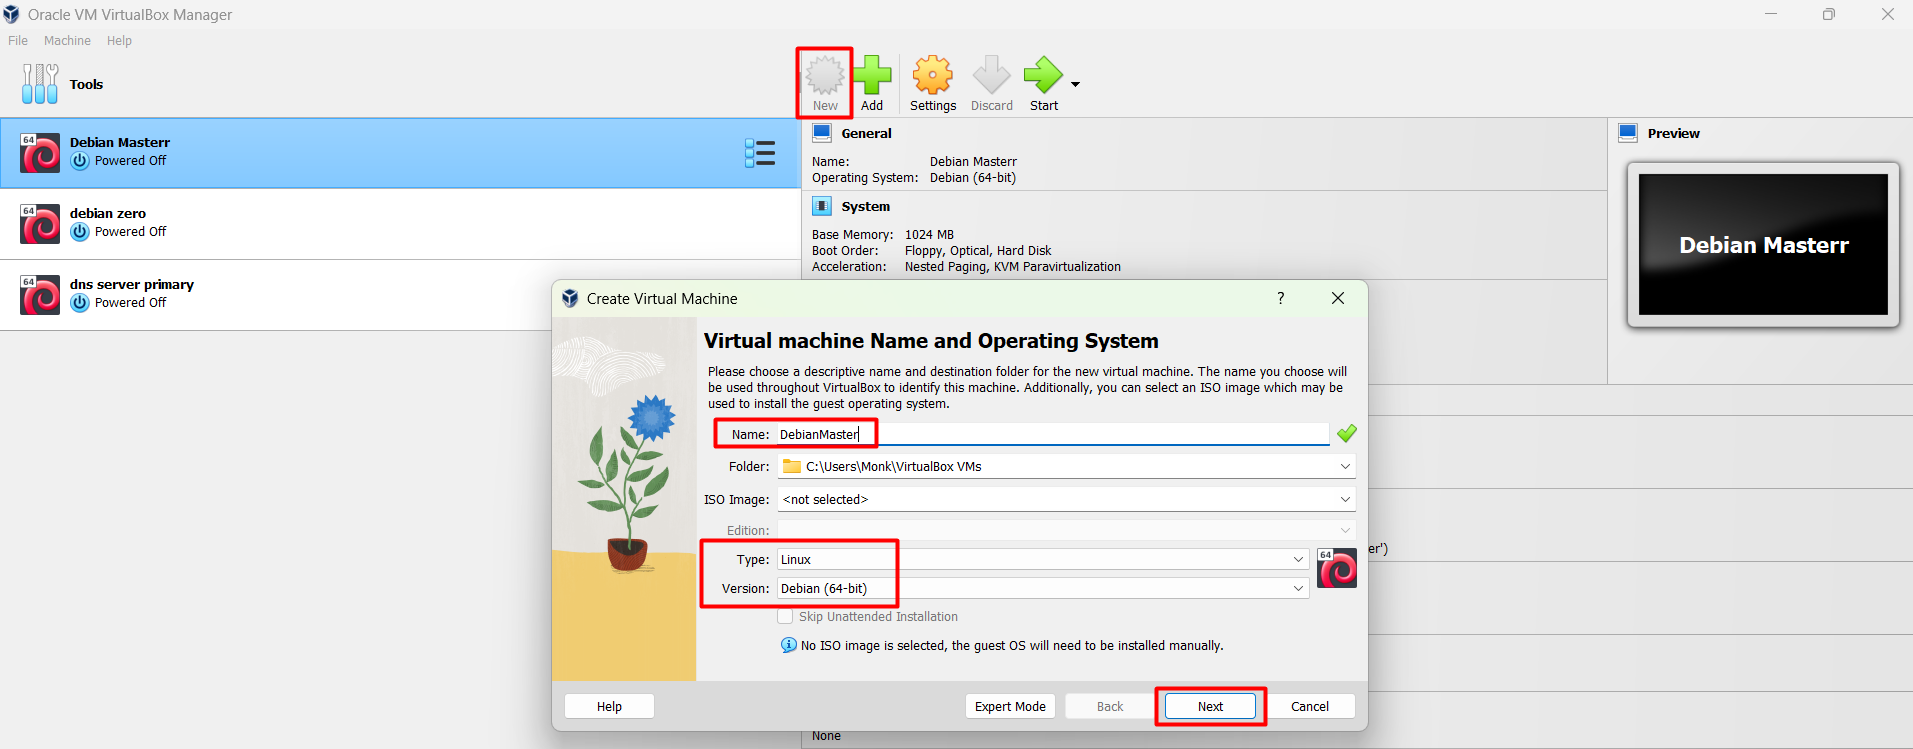 Oracle VM VirtualBox Manager
File Machine Help
Tools
New Add Settings Discard Start
64
Debian Masterr
Powered Off
64
debian zero
Powered Off
64
dns server primary
Powered Off
General
Name: Debian Masterr
Operating System: Debian (64-bit)
System
Base Memory: 1024 MB
Boot Order: Floppy, Optical, Hard Disk
Acceleration: Nested Paging, KVM Paravirtualization
Preview
Debian Masterr
Create Virtual Machine ?
Virtual machine Name and Operating System
Please choose a descriptive name and destination folder for the new virtual machine. The name you choose will
be used throughout VirtualBox to identify this machine. Additionally, you can select an ISO image which may be
used to install the guest operating system.
Name: DebianMaster
Folder: C:\Users\Monk\VirtualBox VMs
ISO Image: <not selected>
Edition:
Type: Linux
64
Version: Debian (64-bit)
Skip Unattended Installation
No ISO image is selected, the guest OS will need to be installed manually.
Help Expert Mode Back Next Cancel
er')
None